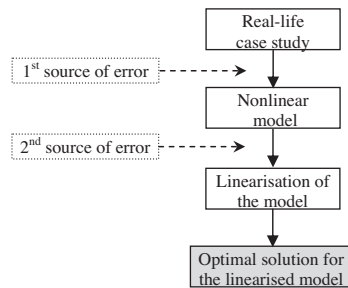 Real-life
case study
1st source of error
Nonlinear
model
2nd source of error
Linearisation of
the model
Optimal solution for
the linearised model